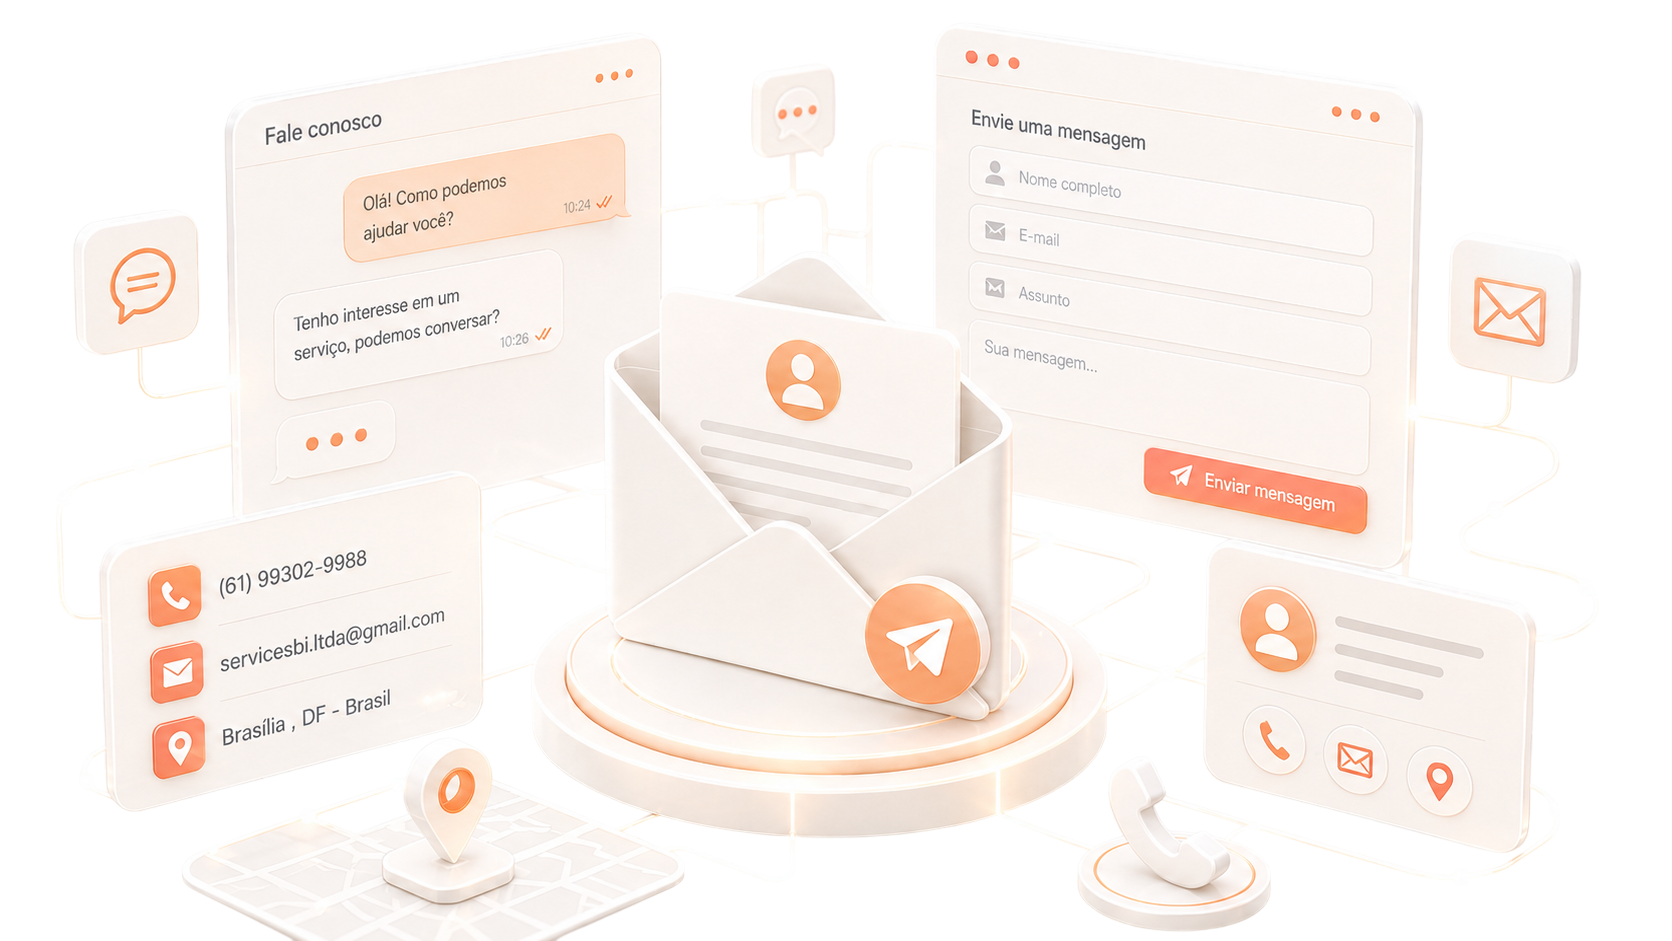 Fale conosco
Olá! Como podemos
ajudar você?
10:24
Tenho interesse em um
serviço, podemos conversar?
10:26
Envie uma mensagem
Nome completo
E-mail
Assunto
Sua mensagem...
Enviar mensagem
(61) 99302-9988
servicesbi.ltda@gmail.com
Brasília , DF - Brasil